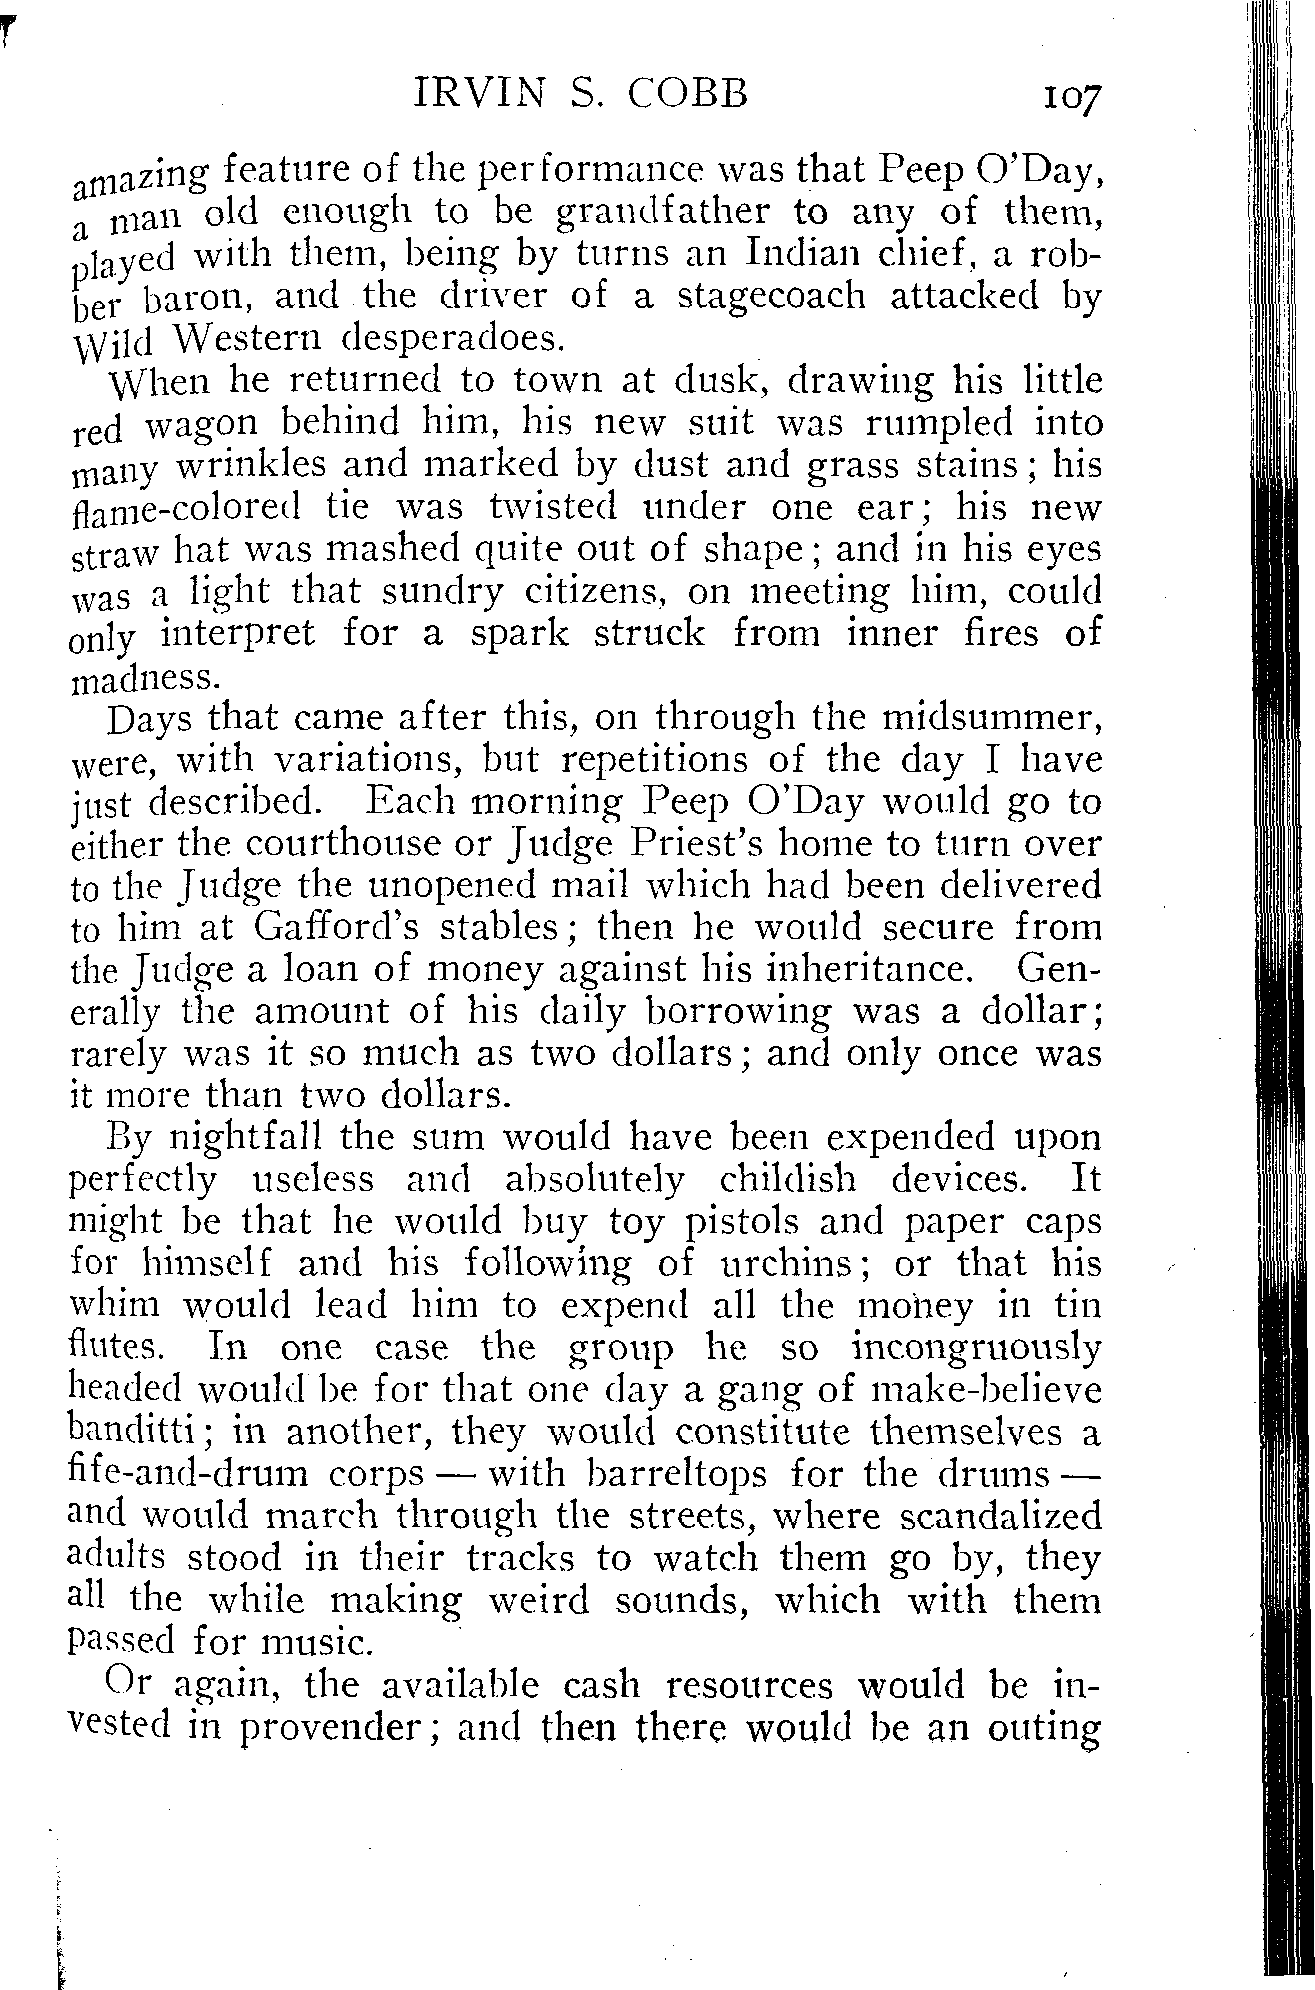 IRVIN S. COBB 107
amazing feature of the performance was that Peep O'Day,
a man old enough to be grandfather to any of them,
played with them, being by turns an Indian chief, a rob-
ber baron, and the driver of a stagecoach attacked by
Wild Western desperadoes.
When he returned to town at dusk, drawing his little
red wagon behind him, his new suit was rumpled into
many wrinkles and marked by dust and grass stains; his
flame-colored tie was twisted under one ear; his new
straw hat was mashed quite out of shape; and in his eyes
was a light that sundry citizens, on meeting him, could
only interpret for a spark struck from inner fires of
madness.
Days that came after this, on through the midsummer,
were, with variations, but repetitions of the day I have
just described. Each morning Peep O'Day would go to
either the courthouse or Judge Priest's home to turn over
to the Judge the unopened mail which had been delivered
to him at Gafford's stables; then he would secure from
the Judge a loan of money against his inheritance. Gen-
erally the amount of his daily borrowing was a dollar;
rarely was it so much as two dollars; and only once was
it more than two dollars.
By nightfall the sum would have been expended upon
perfectly useless and absolutely childish devices. It
might be that he would buy toy pistols and paper caps
for himself and his following of urchins; or that his
whim would lead him to expend all the money in tin
flutes. In one case the group he so incongruously
headed would be for that one day a gang of make-believe
banditti; in another, they would constitute themselves a
fife-and-drum corps — with barreltops for the drums —
and would march through the streets, where scandalized
adults stood in their tracks to watch them go by, they
all the while making weird sounds, which with them
passed for music.
Or again, the available cash resources would be in-
vested in provender; and then there would be an outing